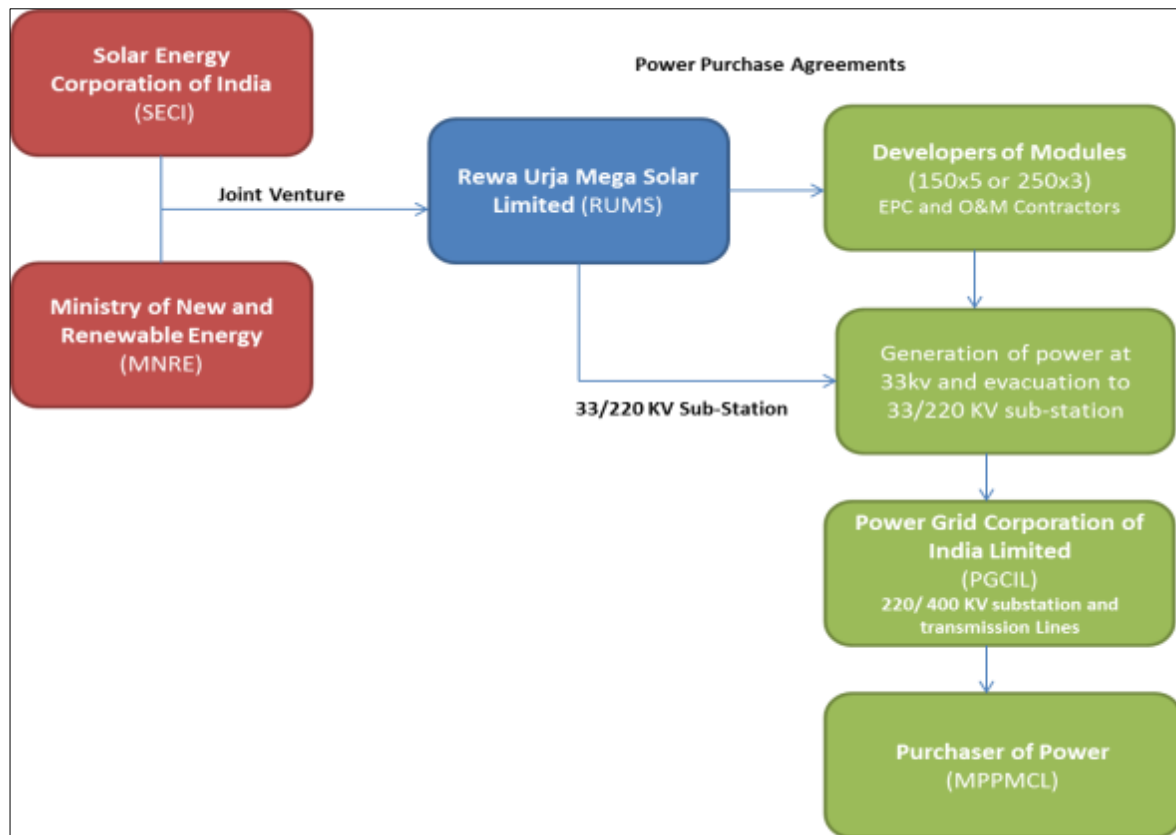 Solar Energy
Corporation of India
(SECI)
Power Purchase Agreements
Joint Venture
Rewa Urja Mega Solar
Limited (RUMS)
Developers of Modules
(150x5 or 250x3)
EPC and O&M Contractors
Ministry of New and
Renewable Energy
(MNRE)
33/220 KV Sub-Station
Generation of power at
33kv and evacuation to
33/220 KV sub-station
Power Grid Corporation of
India Limited
(PGCIL)
220/ 400 KV substation and
transmission Lines
Purchaser of Power
(MPPMCL)